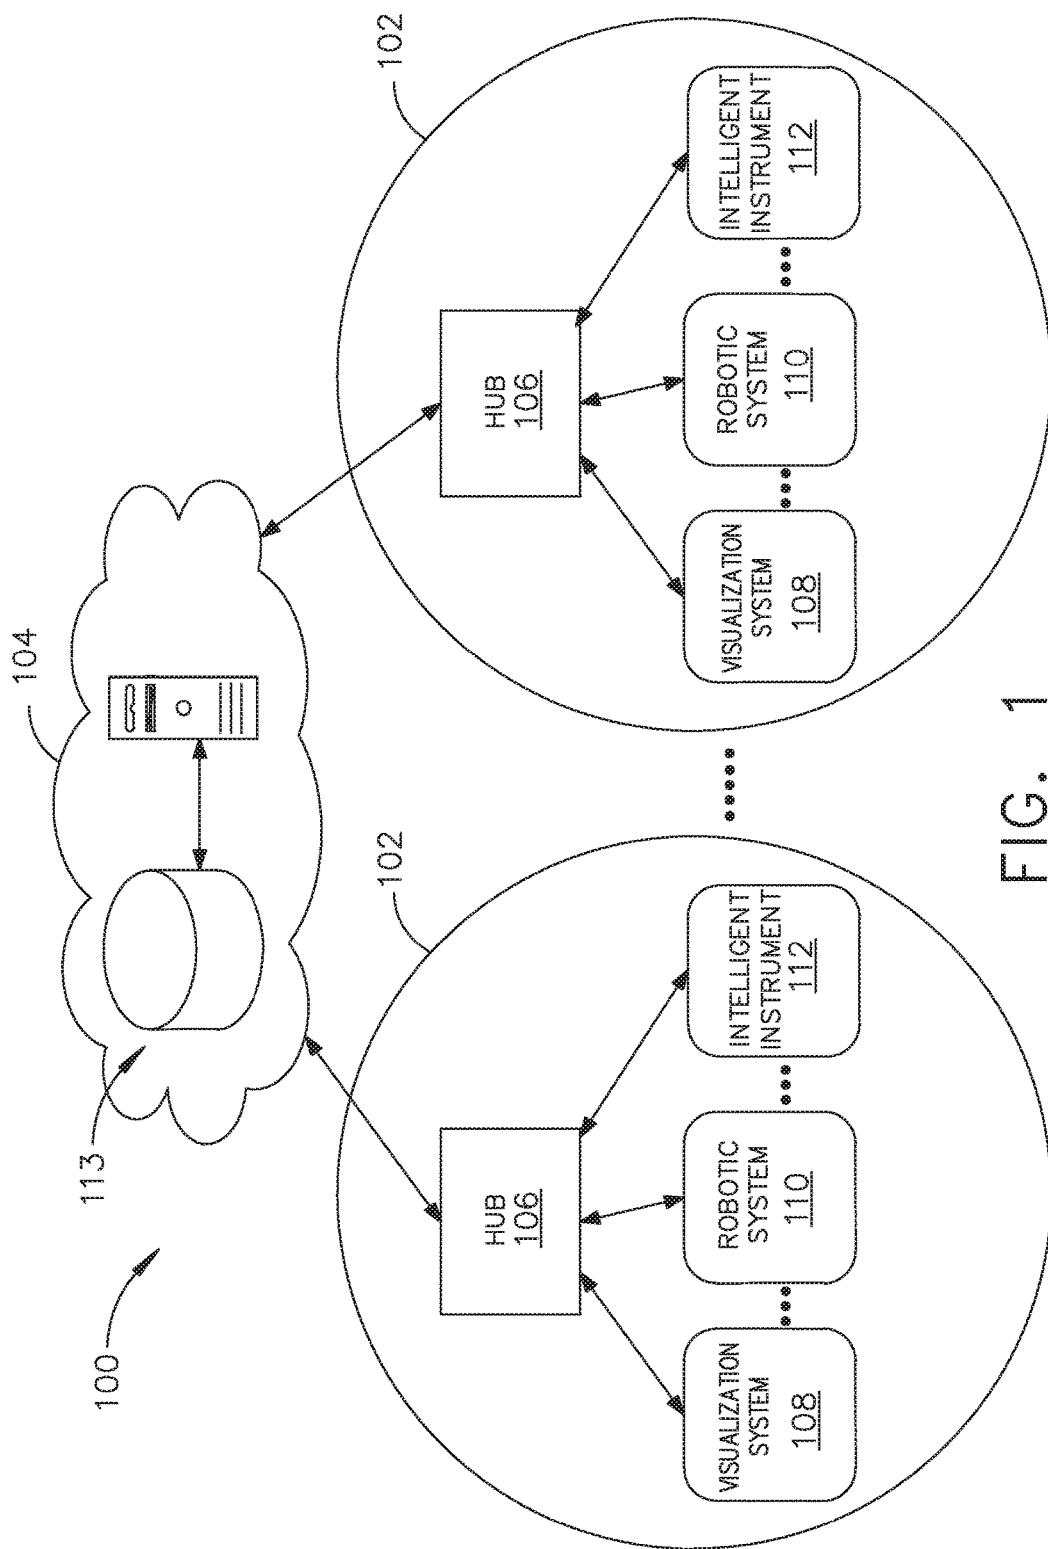 104
113
100
102
102
HUB
106
HUB
106
VISUALIZATION
SYSTEM
108
ROBOTIC
SYSTEM
110
INTELLIGENT
INSTRUMENT
112
VISUALIZATION
SYSTEM
108
ROBOTIC
SYSTEM
110
INTELLIGENT
INSTRUMENT
112
FIG. 1